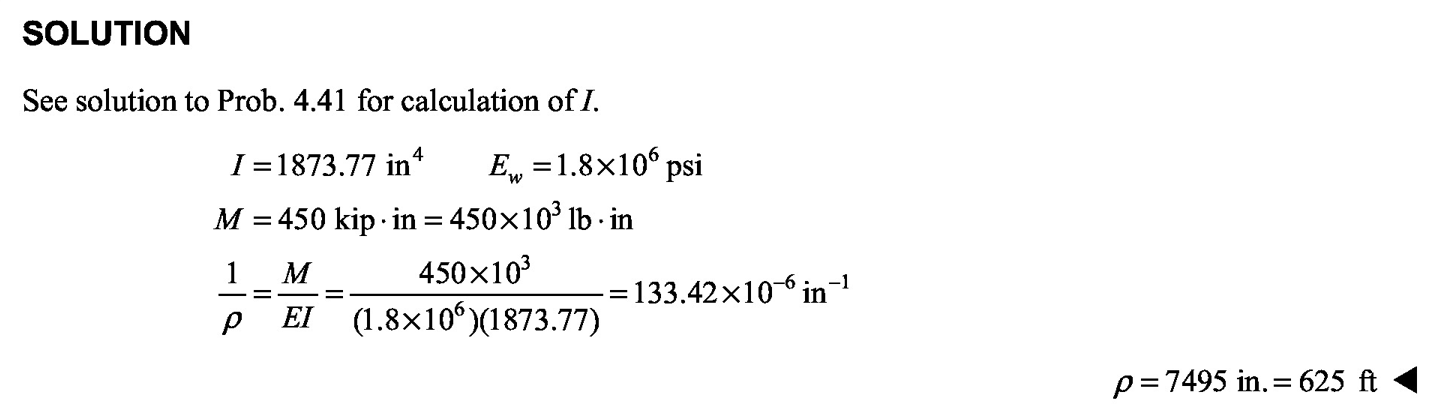 SOLUTION
See solution to Prob. 4.41 for calculation of I.
I = 1873.77 in⁴ E_w = 1.8×10⁶ psi
M = 450 kip · in = 450×10³ lb · in
1/ρ = M/EI = 450×10³/(1.8×10⁶)(1873.77) = 133.42×10⁻⁶ in⁻¹
ρ = 7495 in. = 625 ft ◄